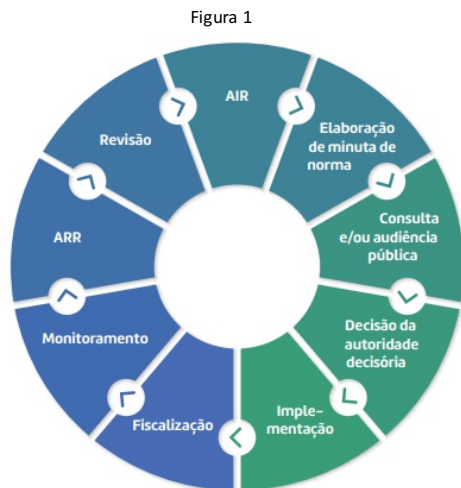 Figura 1
AIR
Elaboração
de minuta de
norma
Consulta
e/ou audiência
pública
Decisão da
autoridade
decisória
Imple-
mentação
Fiscalização
Monitoramento
ARR
Revisão